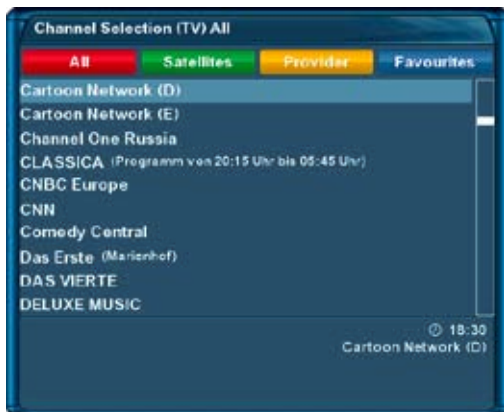 Channel Selection (TV) All
All Satellites Provider Favourites
Cartoon Network (D)
Cartoon Network (E)
Channel One Russia
CLASSICA (Programm von 20:15 Uhr bis 05:45 Uhr)
CNBC Europe
CNN
Comedy Central
Das Erste (Marienhof)
DAS VIERTE
DELUXE MUSIC
18:30
Cartoon Network (D)